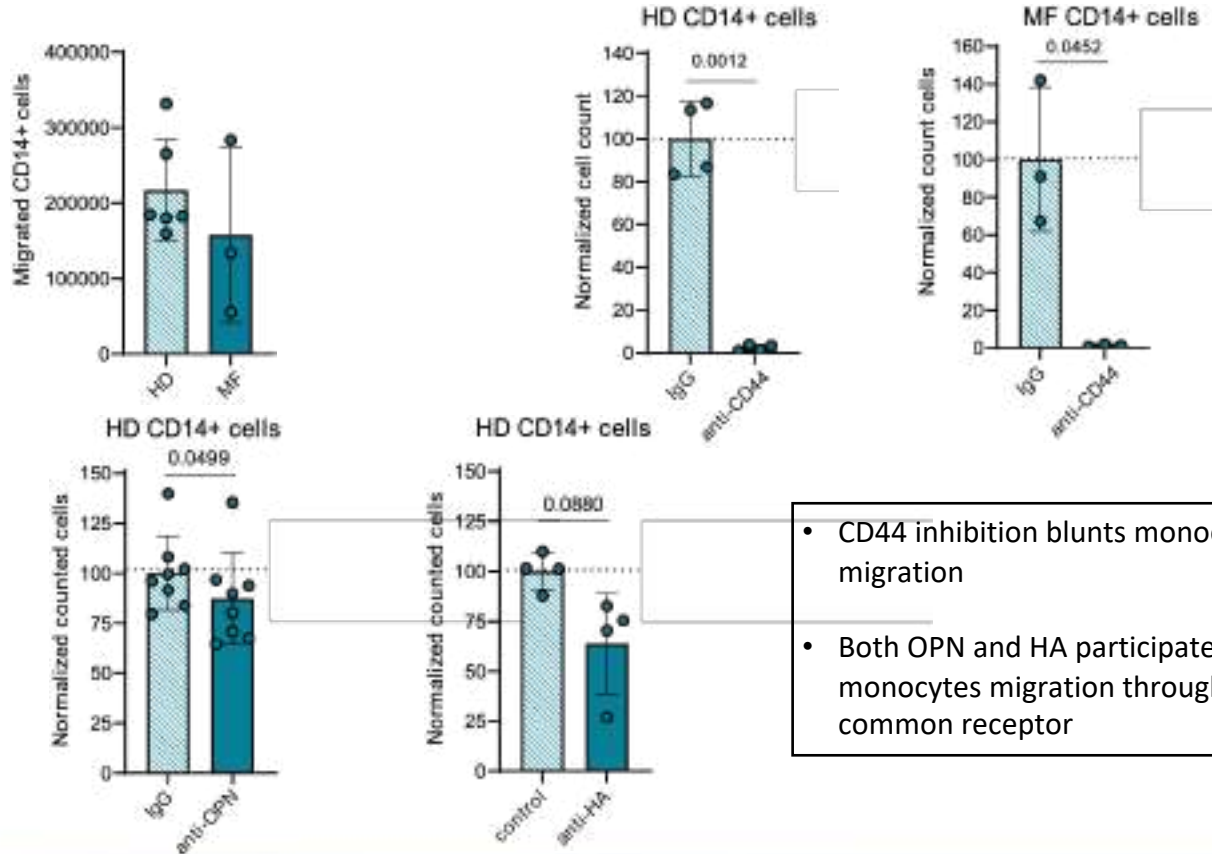 HD CD14+ cells
MF CD14+ cells
400000
300000
200000
100000
0
Migrated CD14+ cells
HD
MF
140
120
100
80
60
40
20
0
Normalized cell count
0.0012
IgG
anti-CD44
160
140
120
100
80
60
40
20
0
Normalized count cells
0.0452
IgG
anti-CD44
HD CD14+ cells
HD CD14+ cells
150
125
100
75
50
25
0
Normalized counted cells
0.0499
IgG
anti-OPN
150
125
100
75
50
25
0
Normalized counted cells
0.0880
control
anti-HA
• CD44 inhibition blunts
migration
• Both OPN and HA participate
monocytes migration
common receptor